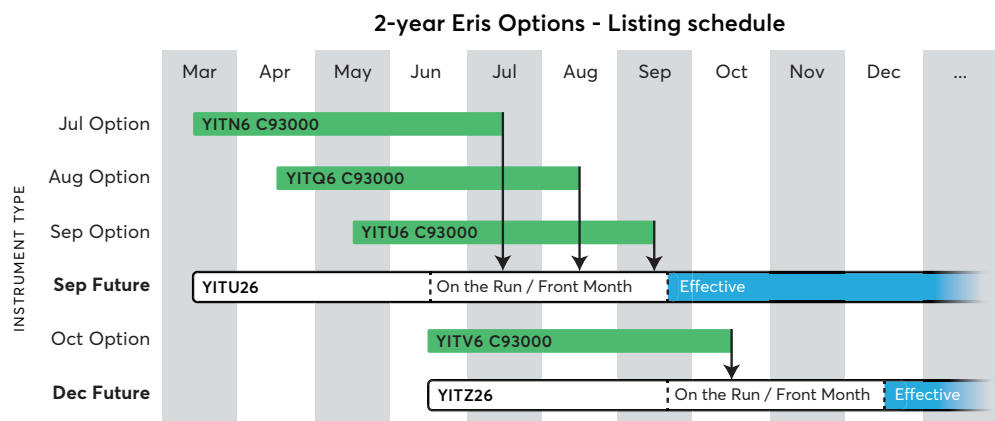 2-year Eris Options - Listing schedule
Mar Apr May Jun Jul Aug Sep Oct Nov Dec ...
INSTRUMENT TYPE
Jul Option YITN6 C93000
Aug Option YITQ6 C93000
Sep Option YITU6 C93000
Sep Future YITU26 On the Run / Front Month Effective
Oct Option YITV6 C93000
Dec Future YITZ26 On the Run / Front Month Effective